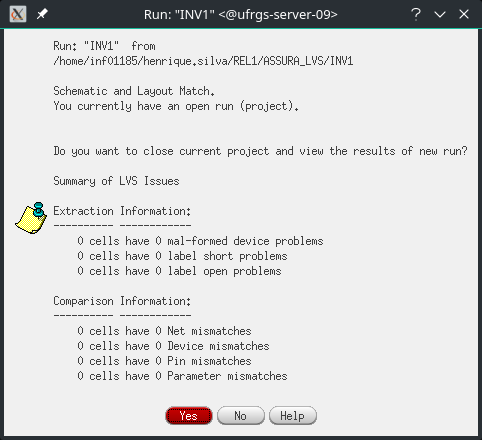 Run: "INV1" <@ufrgs-server-09>
Run: "INV1"  from
/home/inf01185/henrique.silva/REL1/ASSURA_LVS/INV1
Schematic and Layout Match.
You currently have an open run (project).
Do you want to close current project and view the results of new run?
Summary of LVS Issues
Extraction Information:
---------- ------------
0 cells have 0 mal-formed device problems
0 cells have 0 label short problems
0 cells have 0 label open problems
Comparison Information:
---------- ------------
0 cells have 0 Net mismatches
0 cells have 0 Device mismatches
0 cells have 0 Pin mismatches
0 cells have 0 Parameter mismatches
Yes No Help